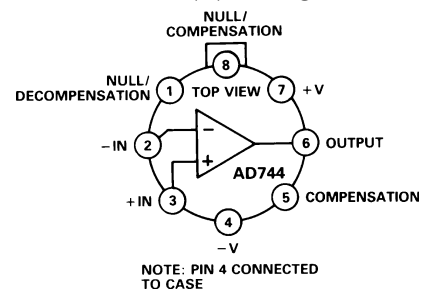 NULL/
COMPENSATION
8
NULL/
DECOMPENSATION
1
TOP VIEW
7
+V
-IN
2
−
6
OUTPUT
+
AD744
+IN
3
5
COMPENSATION
4
-V
NOTE: PIN 4 CONNECTED
TO CASE